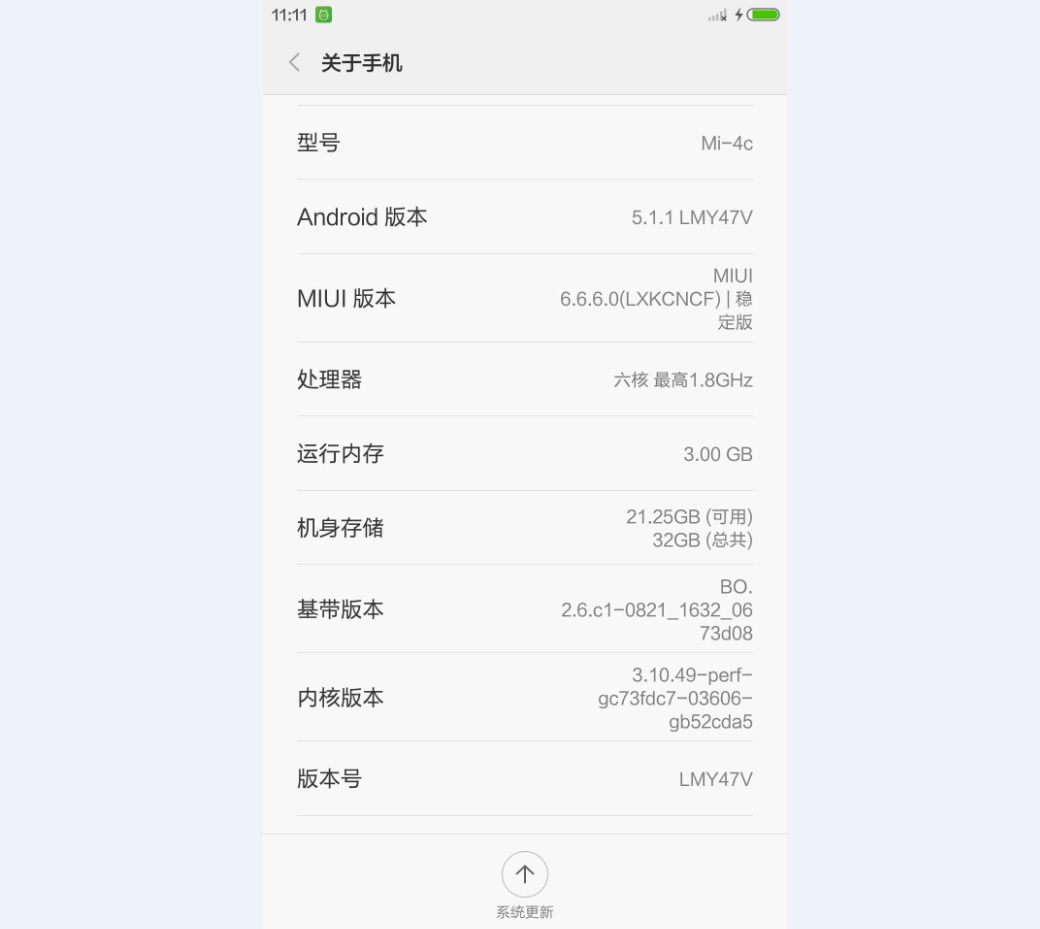 11:11
关于手机
型号
Mi-4c
Android 版本
5.1.1 LMY47V
MIUI 版本
MIUI
6.6.6.0(LXKCNCF) | 稳
定版
处理器
六核 最高1.8GHz
运行内存
3.00 GB
机身存储
21.25GB (可用)
32GB (总共)
基带版本
BO.
2.6.c1-0821_1632_06
73d08
内核版本
3.10.49-perf-
gc73fdc7-03606-
gb52cda5
版本号
LMY47V
系统更新